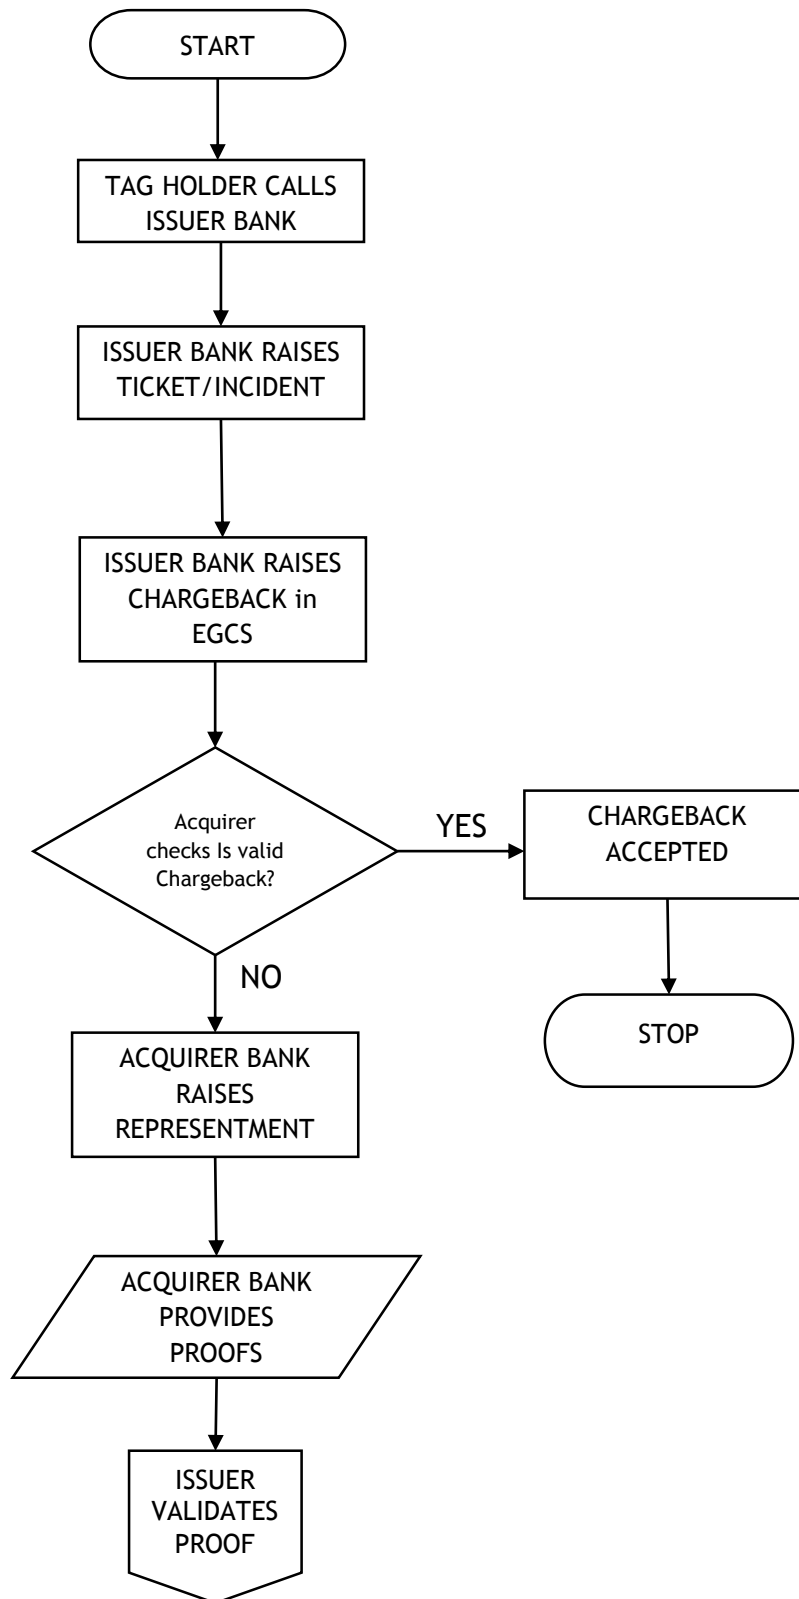 START
TAG HOLDER CALLS
ISSUER BANK
ISSUER BANK RAISES
TICKET/INCIDENT
ISSUER BANK RAISES
CHARGEBACK in
EGCS
Acquirer
checks Is valid
Chargeback?
YES
CHARGEBACK
ACCEPTED
NO
STOP
ACQUIRER BANK
RAISES
REPRESENTMENT
ACQUIRER BANK
PROVIDES
PROOFS
ISSUER
VALIDATES
PROOF